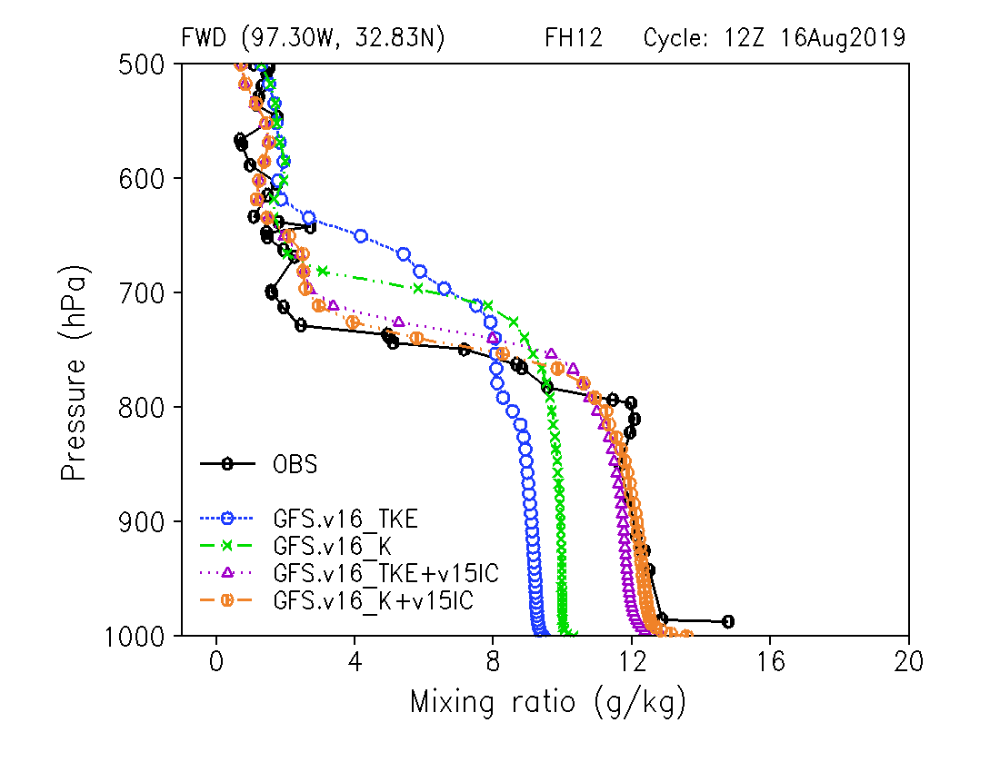 FWD (97.30W, 32.83N) FH12 Cycle: 12Z 16Aug2019
500
600
700
800
900
1000
Pressure (hPa)
OBS
GFS.v16_TKE
GFS.v16_K
GFS.v16_TKE+v15IC
GFS.v16_K+v15IC
0 4 8 12 16 20
Mixing ratio (g/kg)